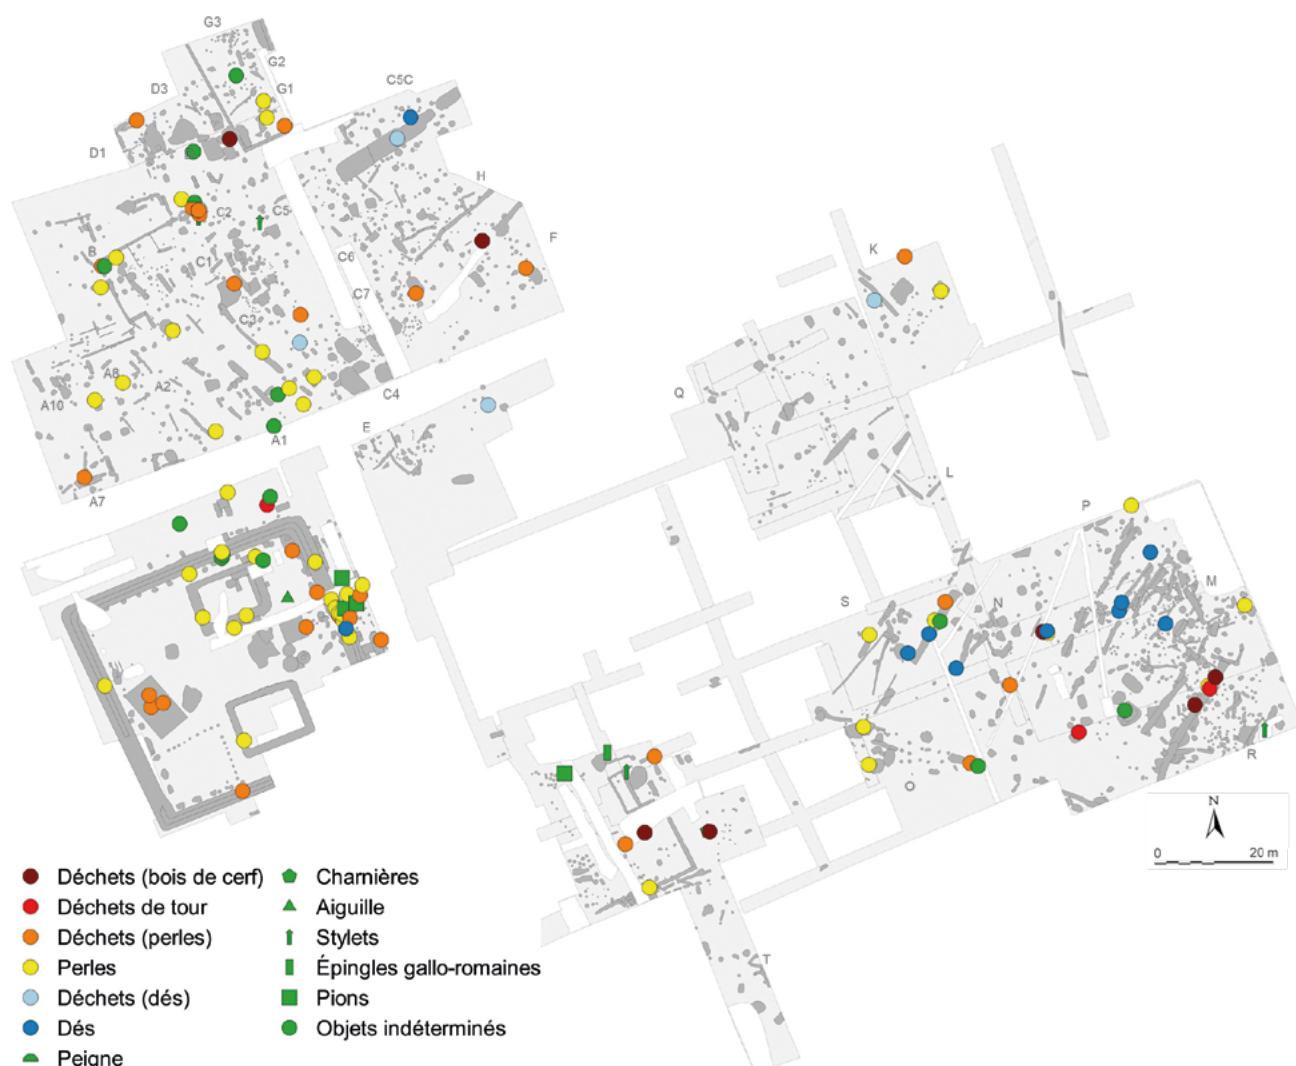 G3
G2
D3
G1
C5C
D1
H
C2
C5
F
B
C1
C6
K
C7
C3
A8
A2
A10
C4
Q
A1
E
A7
L
P
M
S
N
O
R
N
0 20 m
T
Déchets (bois de cerf)
Déchets de tour
Déchets (perles)
Perles
Déchets (dés)
Dés
Peigne
Charnières
Aiguille
Stylets
Épingles gallo-romaines
Pions
Objets indéterminés